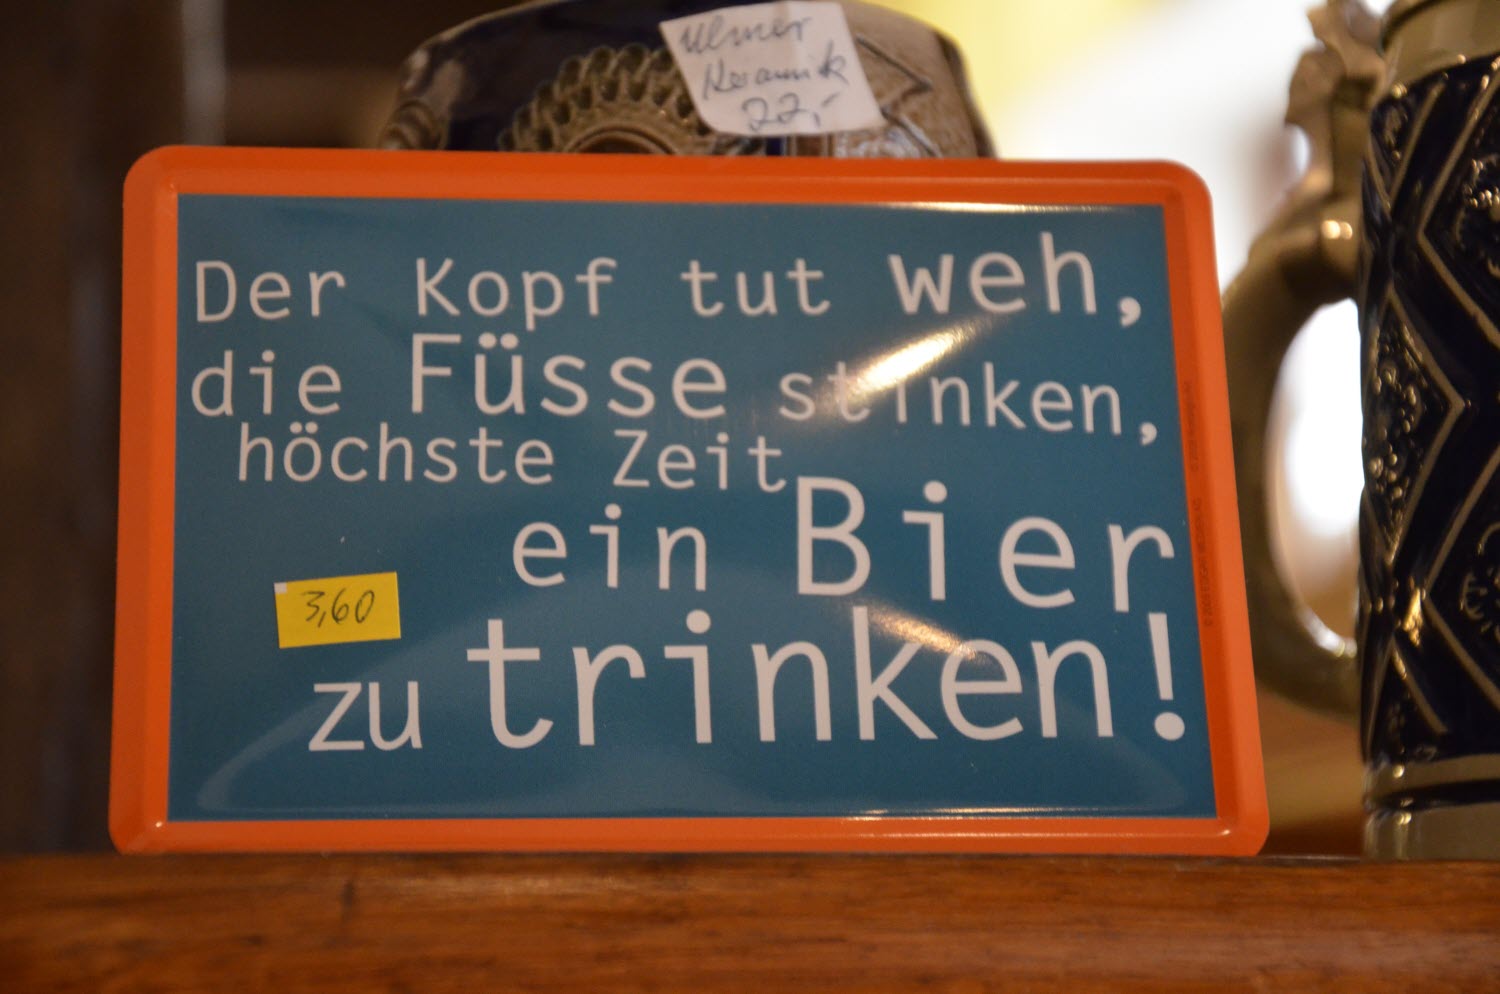 Ulmer
Keramik
22,-
Der Kopf tut weh,
die Füsse stinken,
höchste Zeit
ein Bier
3,60
zu trinken!